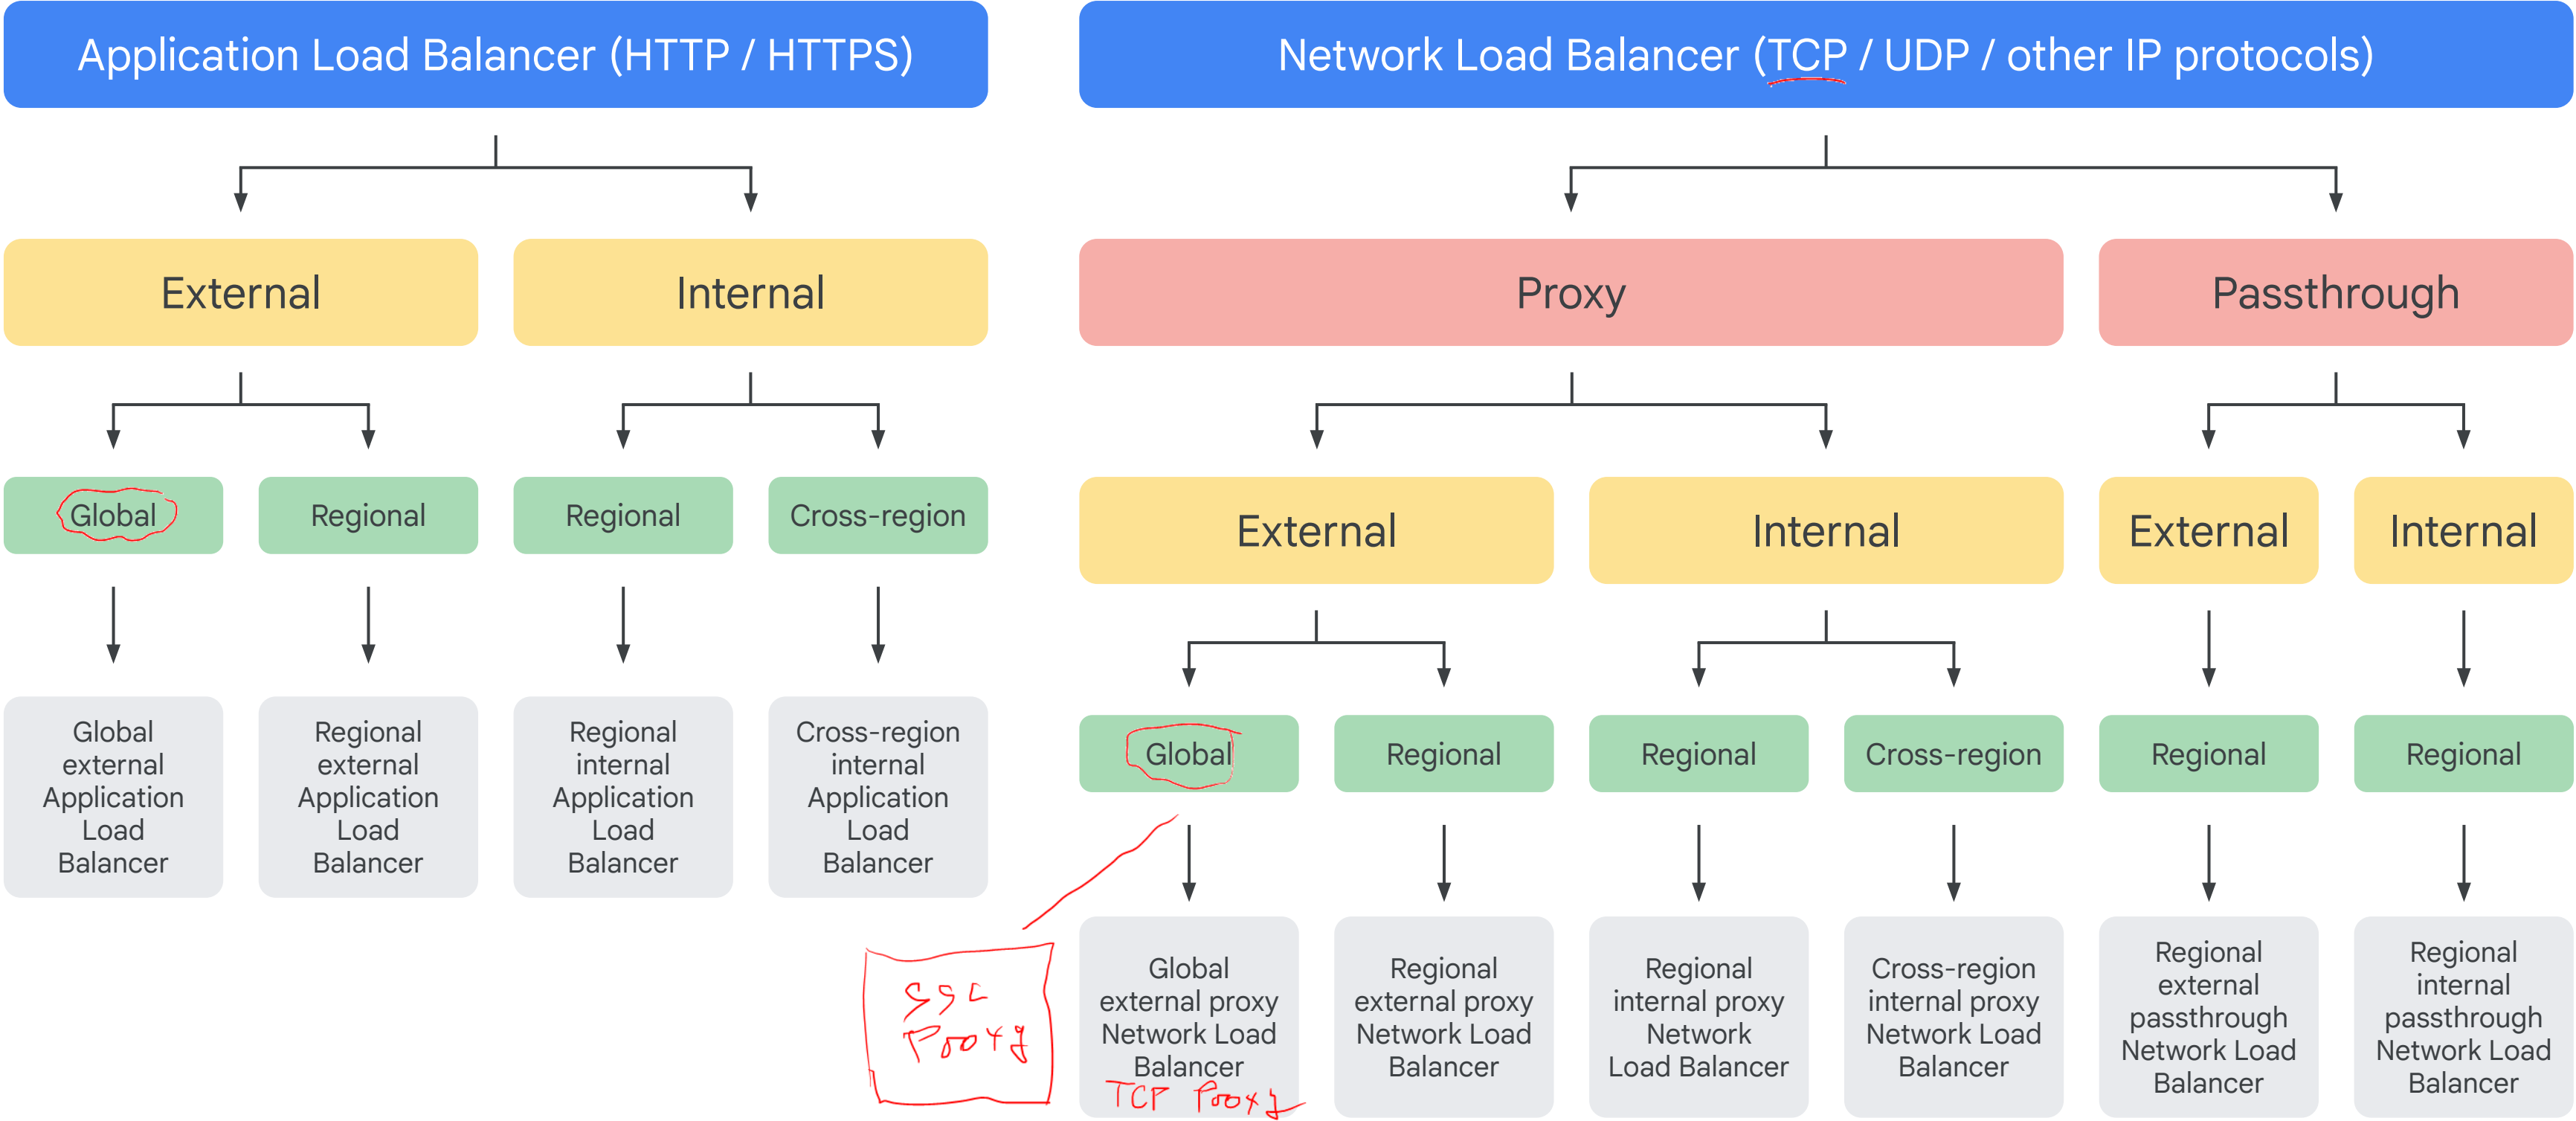 Application Load Balancer (HTTP / HTTPS)
Network Load Balancer (TCP / UDP / other IP protocols)
External
Internal
Proxy
Passthrough
Global
Regional
Regional
Cross-region
External
Internal
External
Internal
Global
external
Application
Load
Balancer
Regional
external
Application
Load
Balancer
Regional
internal
Application
Load
Balancer
Cross-region
internal
Application
Load
Balancer
Global
Regional
Regional
Cross-region
Regional
Regional
SSL
Proxy
Global
external proxy
Network Load
Balancer
TCP Proxy
Regional
external proxy
Network Load
Balancer
Regional
internal proxy
Network
Load Balancer
Cross-region
internal proxy
Network Load
Balancer
Regional
external
passthrough
Network Load
Balancer
Regional
internal
passthrough
Network Load
Balancer